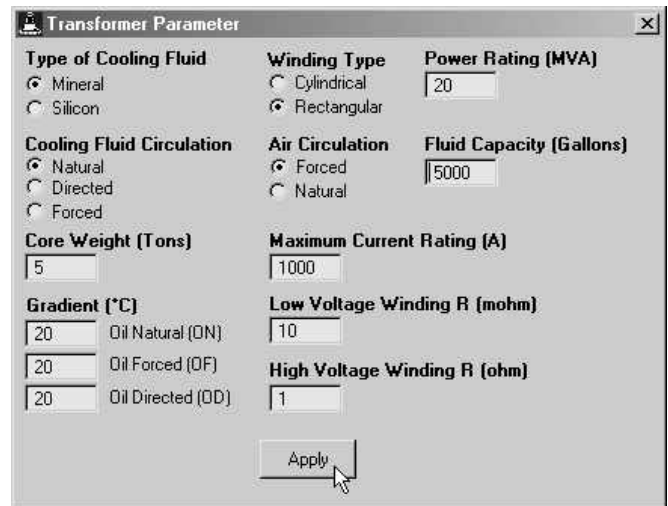 Transformer Parameter
Type of Cooling Fluid
Mineral
Silicon
Winding Type
Cylindrical
Rectangular
Power Rating (MVA)
20
Cooling Fluid Circulation
Natural
Directed
Forced
Air Circulation
Forced
Natural
Fluid Capacity (Gallons)
5000
Core Weight (Tons)
5
Maximum Current Rating (A)
1000
Gradient (°C)
20 Oil Natural (ON)
20 Oil Forced (OF)
20 Oil Directed (OD)
Low Voltage Winding R (mohm)
10
High Voltage Winding R (ohm)
1
Apply